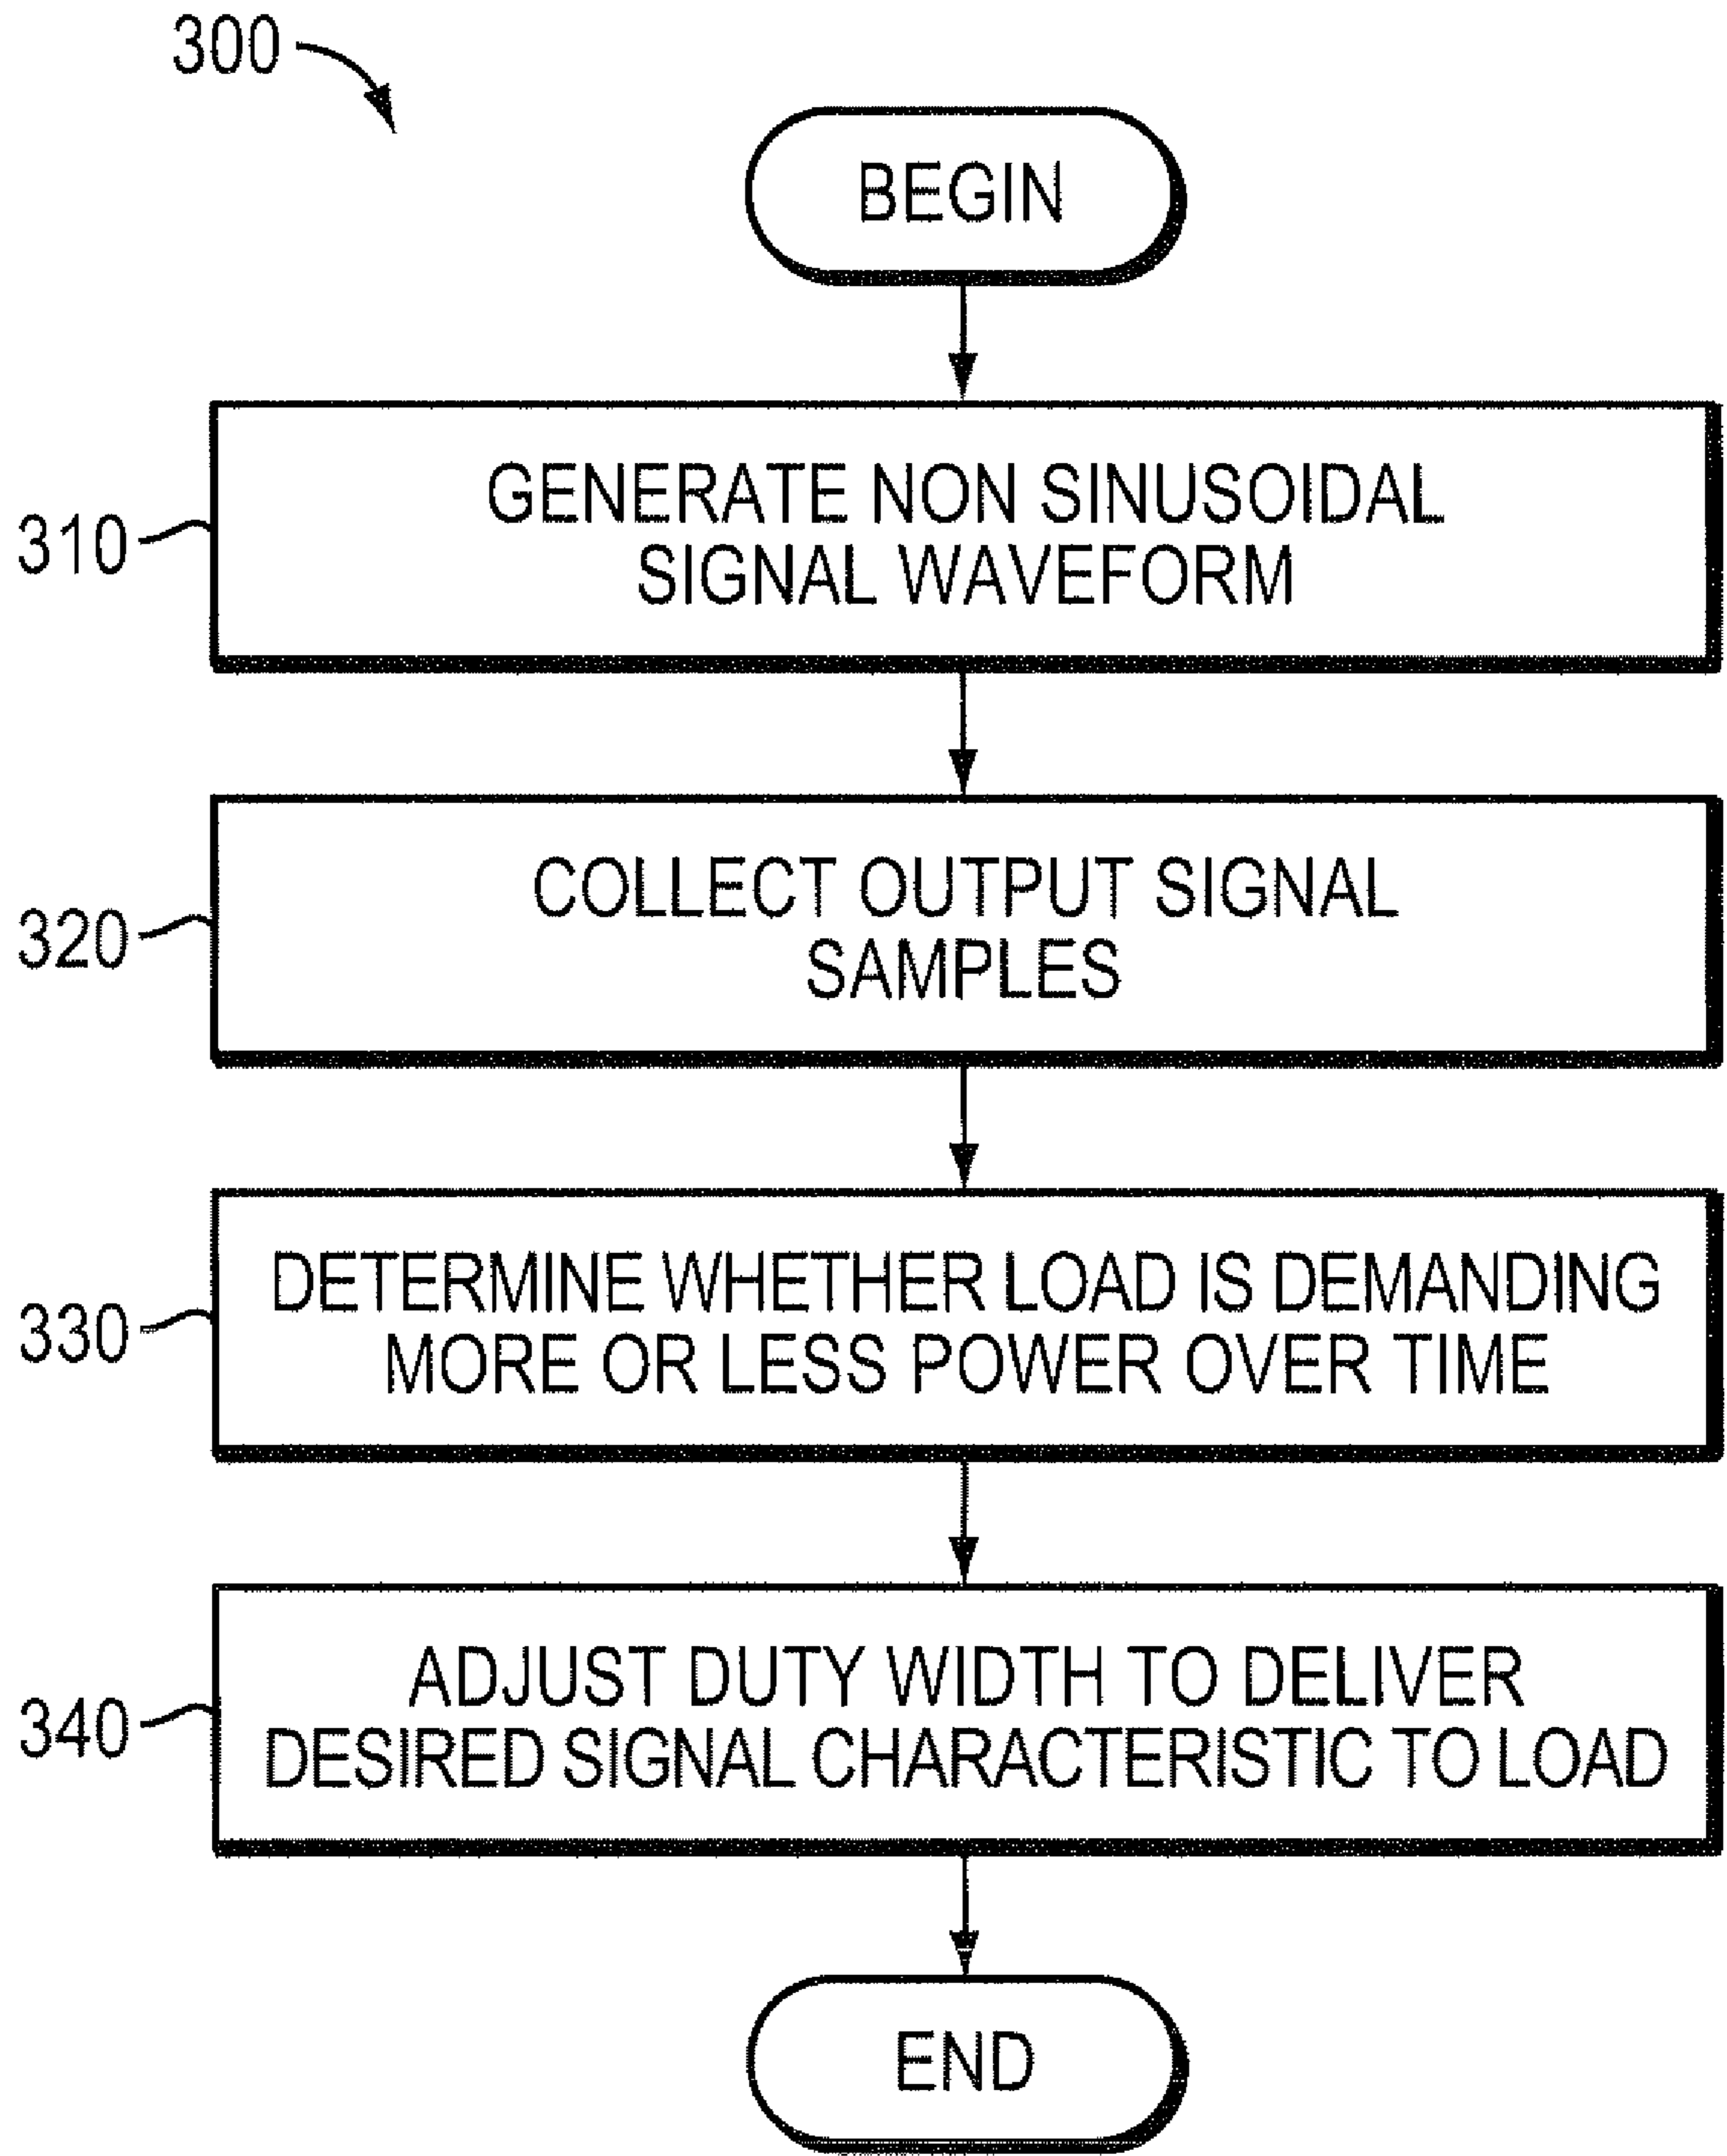 300
BEGIN
310
GENERATE NON SINUSOIDAL
SIGNAL WAVEFORM
320
COLLECT OUTPUT SIGNAL
SAMPLES
330
DETERMINE WHETHER LOAD IS DEMANDING
MORE OR LESS POWER OVER TIME
340
ADJUST DUTY WIDTH TO DELIVER
DESIRED SIGNAL CHARACTERISTIC TO LOAD
END